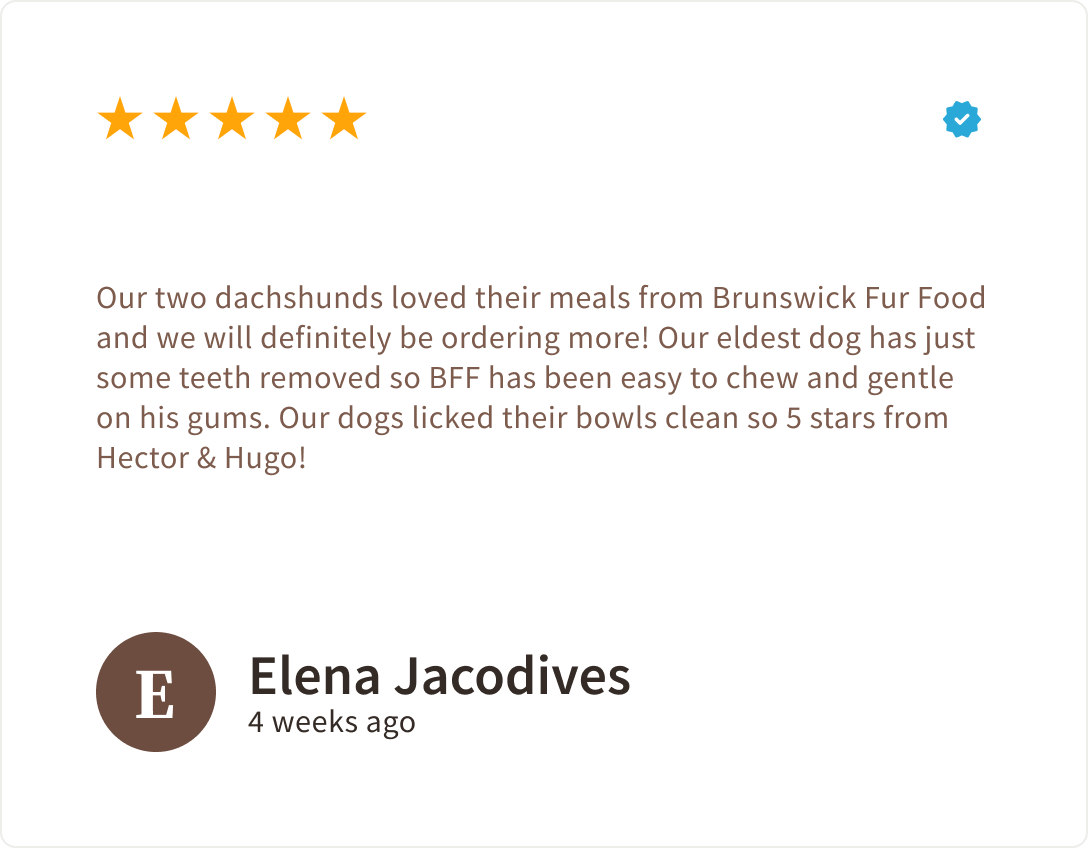 Our two dachshunds loved their meals from Brunswick Fur Food
and we will definitely be ordering more! Our eldest dog has just
some teeth removed so BFF has been easy to chew and gentle
on his gums. Our dogs licked their bowls clean so 5 stars from
Hector & Hugo!
E
Elena Jacodives
4 weeks ago